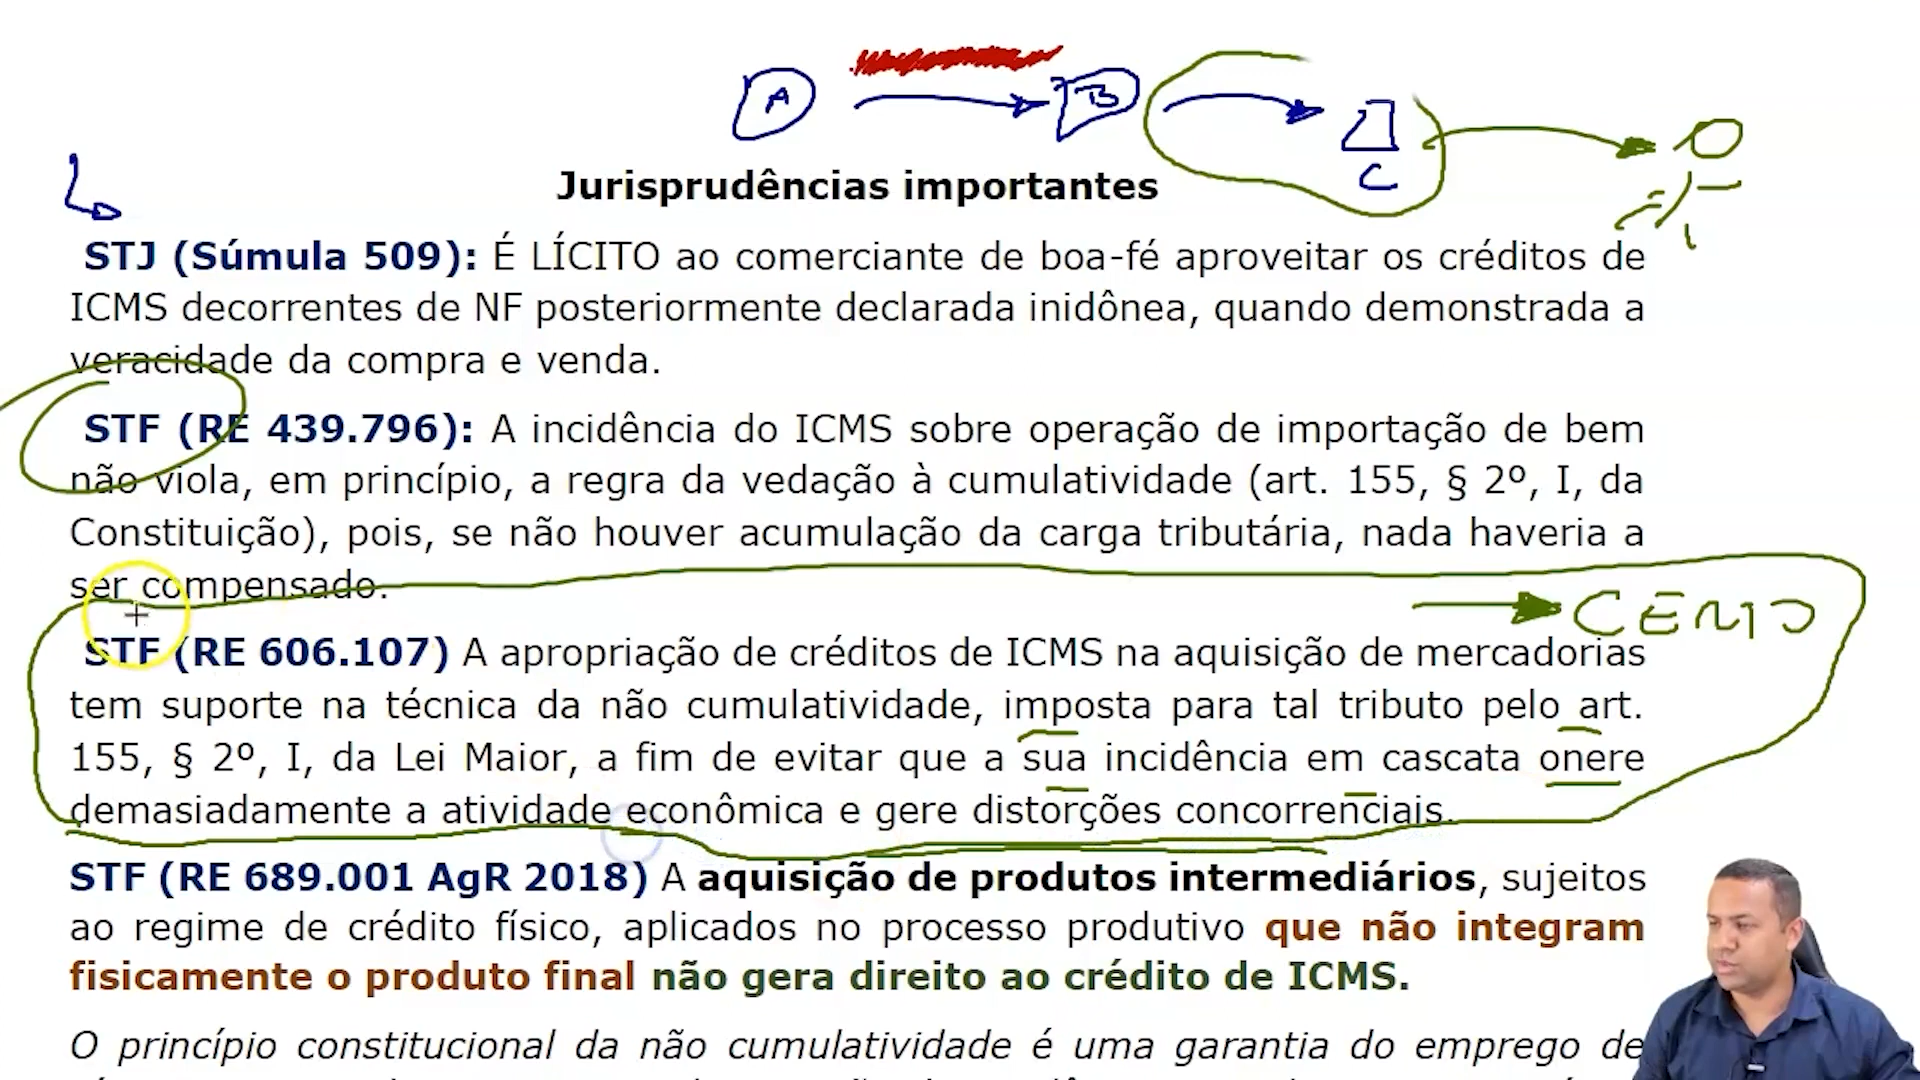 A
B
C
Jurisprudências importantes
STJ (Súmula 509): É LÍCITO ao comerciante de boa-fé aproveitar os créditos de
ICMS decorrentes de NF posteriormente declarada inidônea, quando demonstrada a
veracidade da compra e venda.
STF (RE 439.796): A incidência do ICMS sobre operação de importação de bem
não viola, em princípio, a regra da vedação à cumulatividade (art. 155, § 2º, I, da
Constituição), pois, se não houver acumulação da carga tributária, nada haveria a
ser compensado.
CERTO
STF (RE 606.107) A apropriação de créditos de ICMS na aquisição de mercadorias
tem suporte na técnica da não cumulatividade, imposta para tal tributo pelo art.
155, § 2º, I, da Lei Maior, a fim de evitar que a sua incidência em cascata onere
demasiadamente a atividade econômica e gere distorções concorrenciais.
STF (RE 689.001 AgR 2018) A aquisição de produtos intermediários, sujeitos
ao regime de crédito físico, aplicados no processo produtivo que não integram
fisicamente o produto final não gera direito ao crédito de ICMS.
O princípio constitucional da não cumulatividade é uma garantia do emprego de